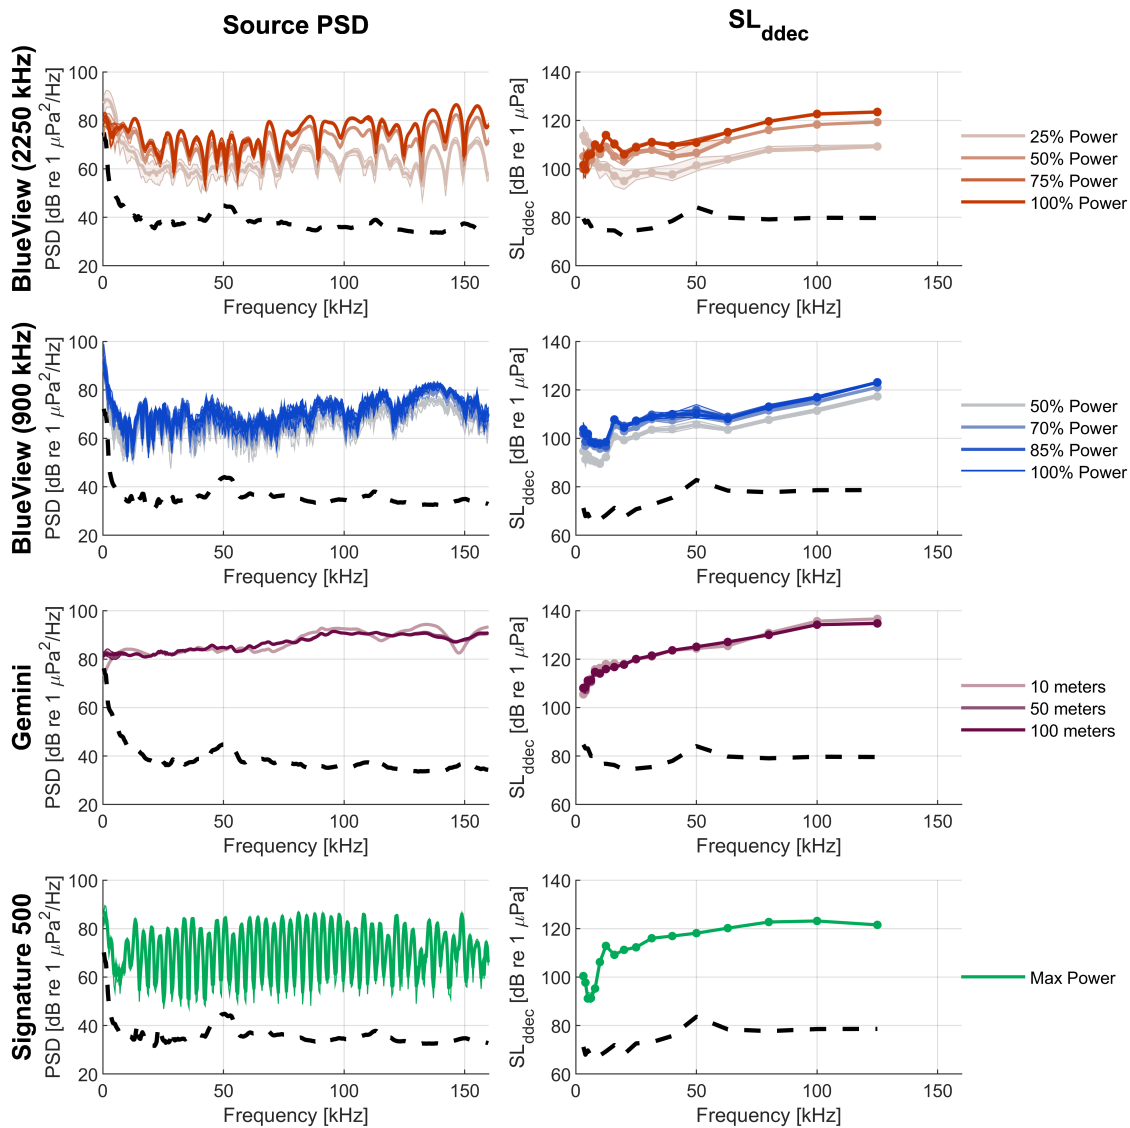 Source PSD
SL_ddec
BlueView (2250 kHz)
PSD [dB re 1 μPa²/Hz]
100
80
60
40
20
0
50
100
150
Frequency [kHz]
SL_ddec [dB re 1 μPa]
140
120
100
80
60
0
50
100
150
Frequency [kHz]
25% Power
50% Power
75% Power
100% Power
BlueView (900 kHz)
PSD [dB re 1 μPa²/Hz]
100
80
60
40
20
0
50
100
150
Frequency [kHz]
SL_ddec [dB re 1 μPa]
140
120
100
80
60
0
50
100
150
Frequency [kHz]
50% Power
70% Power
85% Power
100% Power
Gemini
PSD [dB re 1 μPa²/Hz]
100
80
60
40
20
0
50
100
150
Frequency [kHz]
SL_ddec [dB re 1 μPa]
140
120
100
80
60
0
50
100
150
Frequency [kHz]
10 meters
50 meters
100 meters
Signature 500
PSD [dB re 1 μPa²/Hz]
100
80
60
40
20
0
50
100
150
Frequency [kHz]
SL_ddec [dB re 1 μPa]
140
120
100
80
60
0
50
100
150
Frequency [kHz]
Max Power